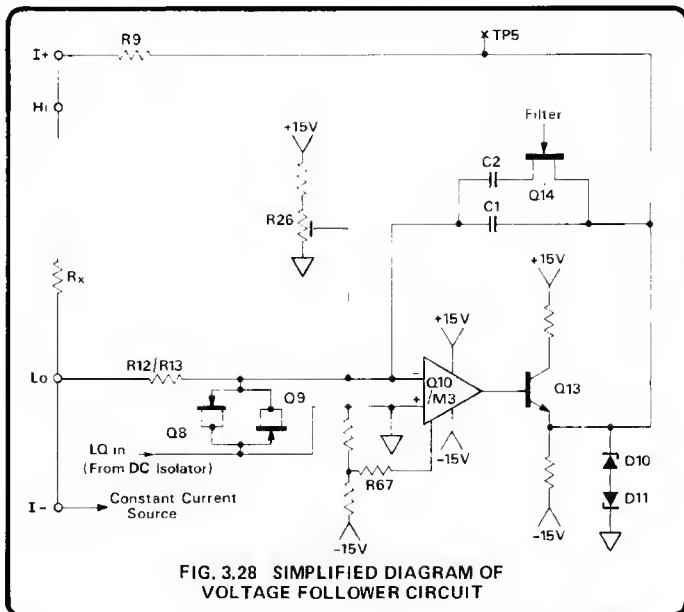 I+
R9
× TP5
Hi
+15V
Filter
C2
Q14
C1
R26
+15V
Rx
+15V
Lo
R12/R13
−
Q10
/M3
+
Q13
Q8
Q9
LQ in
(From DC Isolator)
-15V
R67
D10
D11
I-
Constant Current
Source
-15V
-15V
FIG. 3.28 SIMPLIFIED DIAGRAM OF
VOLTAGE FOLLOWER CIRCUIT